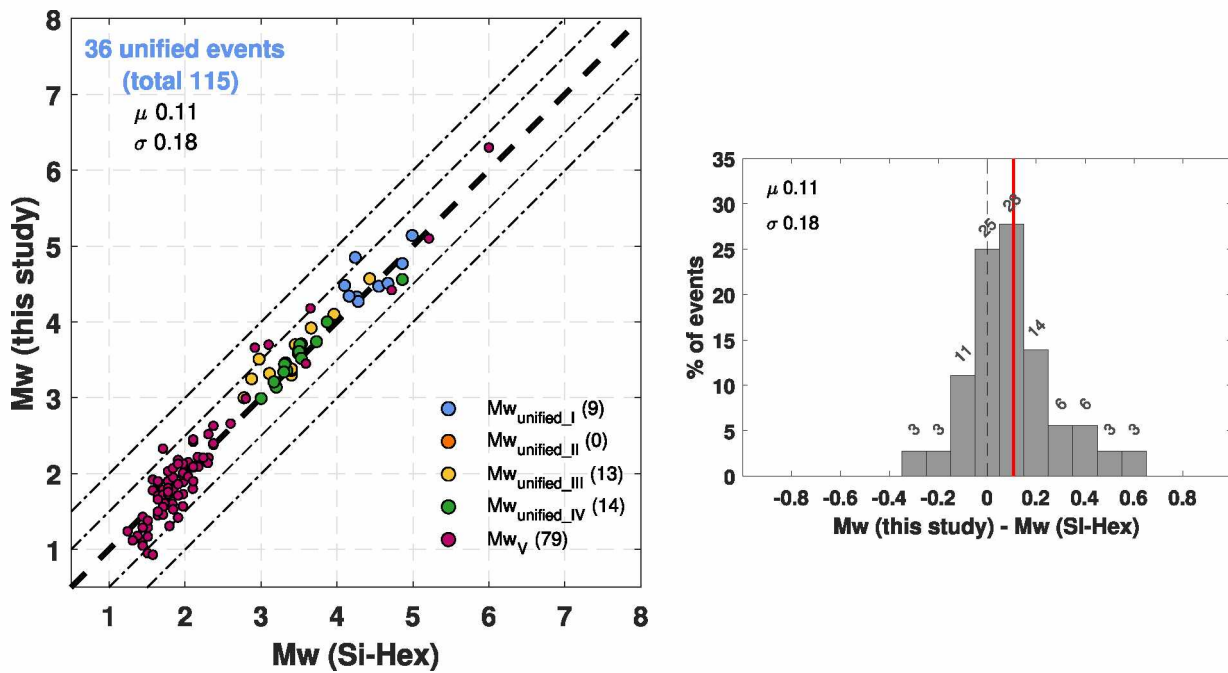 36 unified events
(total 115)
μ 0.11
σ 0.18
8
7
6
5
4
3
2
1
Mw (this study)
Mw_unified_I (9)
Mw_unified_II (0)
Mw_unified_III (13)
Mw_unified_IV (14)
Mw_V (79)
1 2 3 4 5 6 7 8
Mw (Si-Hex)
μ 0.11
σ 0.18
35
30
25
20
15
10
5
0
% of events
3 3 11 25 28 14 6 6 3 3
-0.8 -0.6 -0.4 -0.2 0 0.2 0.4 0.6 0.8
Mw (this study) - Mw (SI-Hex)